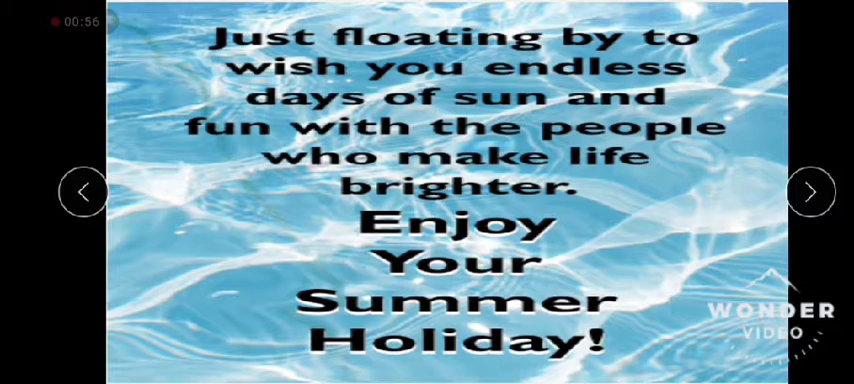 00:56
Just floating by to
wish you endless
days of sun and
fun with the people
who make life
brighter.
Enjoy
Your
Summer
Holiday!
WONDER
VIDEO